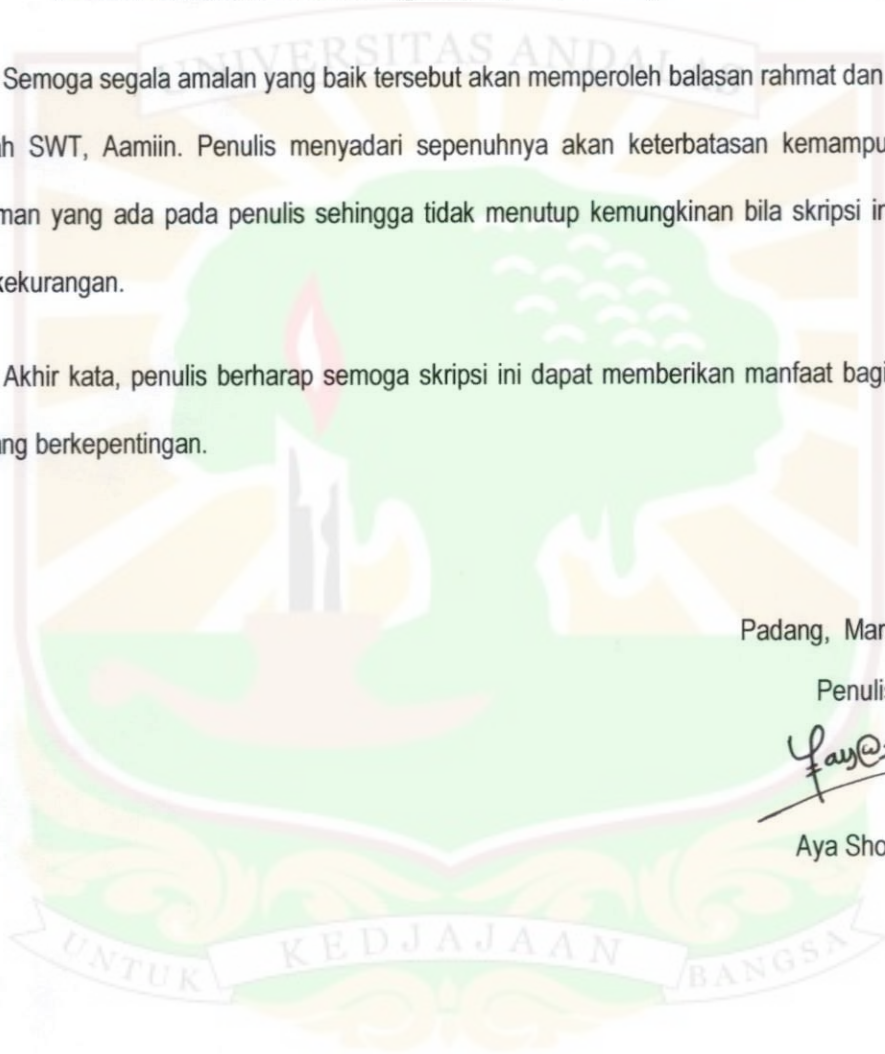 UNIVERSITAS ANDALAS
Semoga segala amalan yang baik tersebut akan memperoleh balasan rahmat dan
h SWT, Aamiin. Penulis menyadari sepenuhnya akan keterbatasan kemampu
man yang ada pada penulis sehingga tidak menutup kemungkinan bila skripsi in
kekurangan.
Akhir kata, penulis berharap semoga skripsi ini dapat memberikan manfaat bagi
ng berkepentingan.
Padang, Mar
Penulis
Aya Sho
UNTUK KEDJAJAAN BANGSA